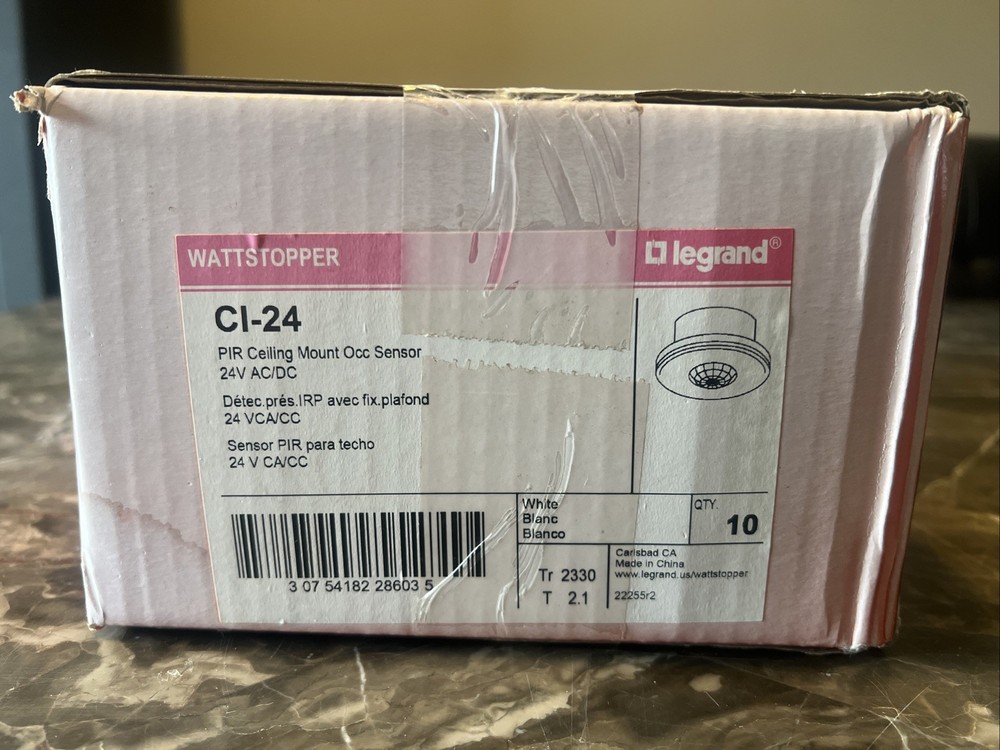 WATTSTOPPER
legrand®
CI-24
PIR Ceiling Mount Occ Sensor
24V AC/DC
Détec.prés.IRP avec fix.plafond
24 VCA/CC
Sensor PIR para techo
24 V CA/CC
3 07 54182 28603 5
White
Blanc
Blanco
QTY.
10
Tr 2330
T 2.1
Carlsbad CA
Made in China
www.legrand.us/wattstopper
22255r2